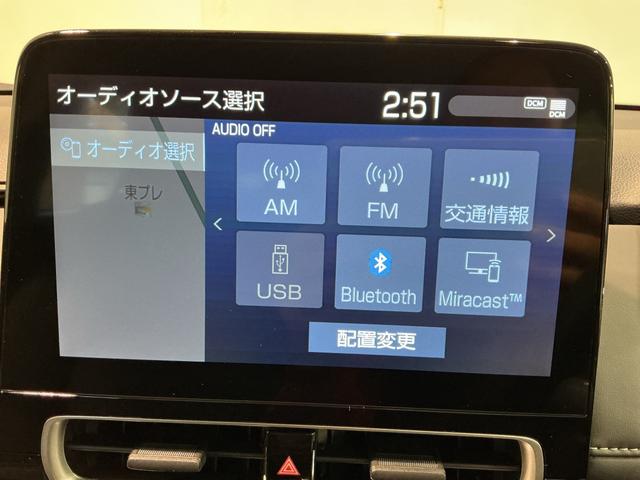 オーディオソース選択 2:51 DCM DCM
オーディオ選択 AUDIO OFF
東プレ
AM FM 交通情報
USB Bluetooth Miracast™
配置変更